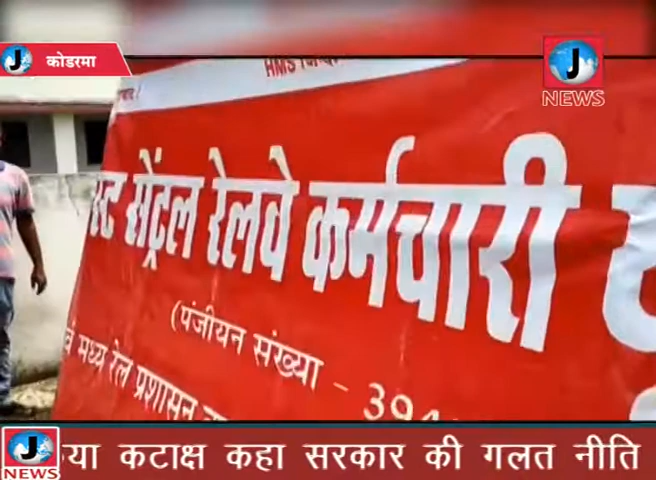 कोडरमा
J
NEWS
HMS जिन्दा
स्ट सेंट्रल रेलवे कर्मचारी
(पंजीयन संख्या - 394
व मध्य रेल प्रशासन
J
NEWS
या कटाक्ष कहा सरकार की गलत नीति